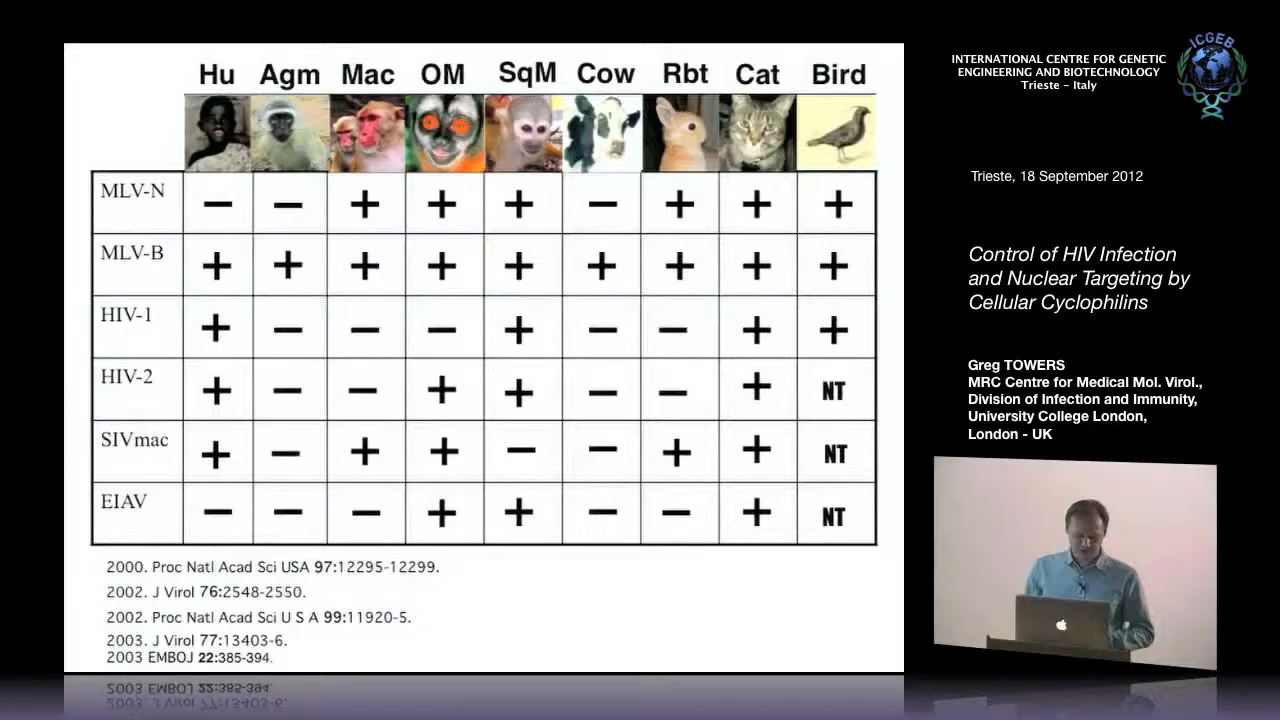 Hu Agm Mac OM SqM Cow Rbt Cat Bird
MLV-N − − + + + − + + +
MLV-B + + + + + + + + +
HIV-1 + − − − + − − + +
HIV-2 + − − + + − − + NT
SIVmac + − + + − − + + NT
EIAV − − − + + − − + NT
2000. Proc Natl Acad Sci USA 97:12295-12299.
2002. J Virol 76:2548-2550.
2002. Proc Natl Acad Sci U S A 99:11920-5.
2003. J Virol 77:13403-6.
2003 EMBOJ 22:385-394.
INTERNATIONAL CENTRE FOR GENETIC
ENGINEERING AND BIOTECHNOLOGY
Trieste - Italy
ICGEB
Trieste, 18 September 2012
Control of HIV Infection
and Nuclear Targeting by
Cellular Cyclophilins
Greg TOWERS
MRC Centre for Medical Mol. Virol.,
Division of Infection and Immunity,
University College London,
London - UK